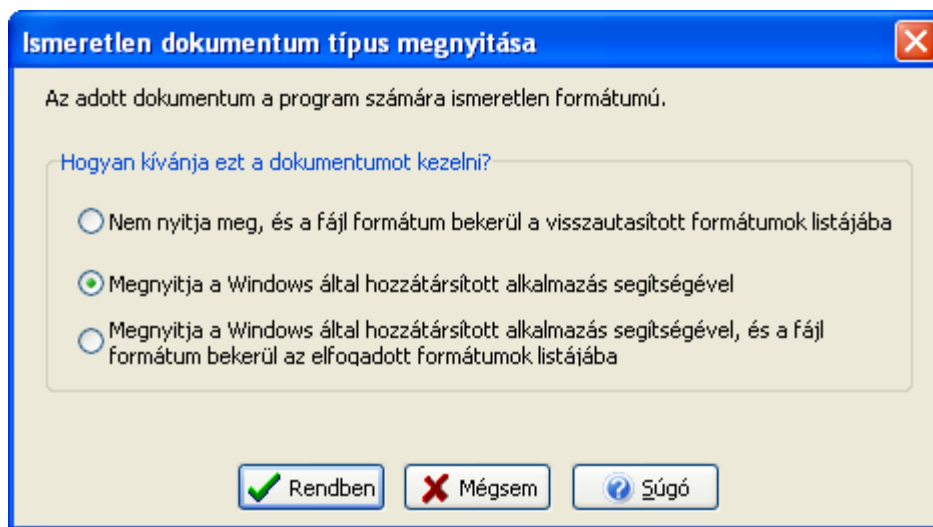 Ismeretlen dokumentum típus megnyitása
Az adott dokumentum a program számára ismeretlen formátumú.
Hogyan kívánja ezt a dokumentumot kezelni?
Nem nyitja meg, és a fájl formátum bekerül a visszautasított formátumok listájába
Megnyitja a Windows által hozzátársított alkalmazás segítségével
Megnyitja a Windows által hozzátársított alkalmazás segítségével, és a fájl
formátum bekerül az elfogadott formátumok listájába
Rendben Mégsem Súgó